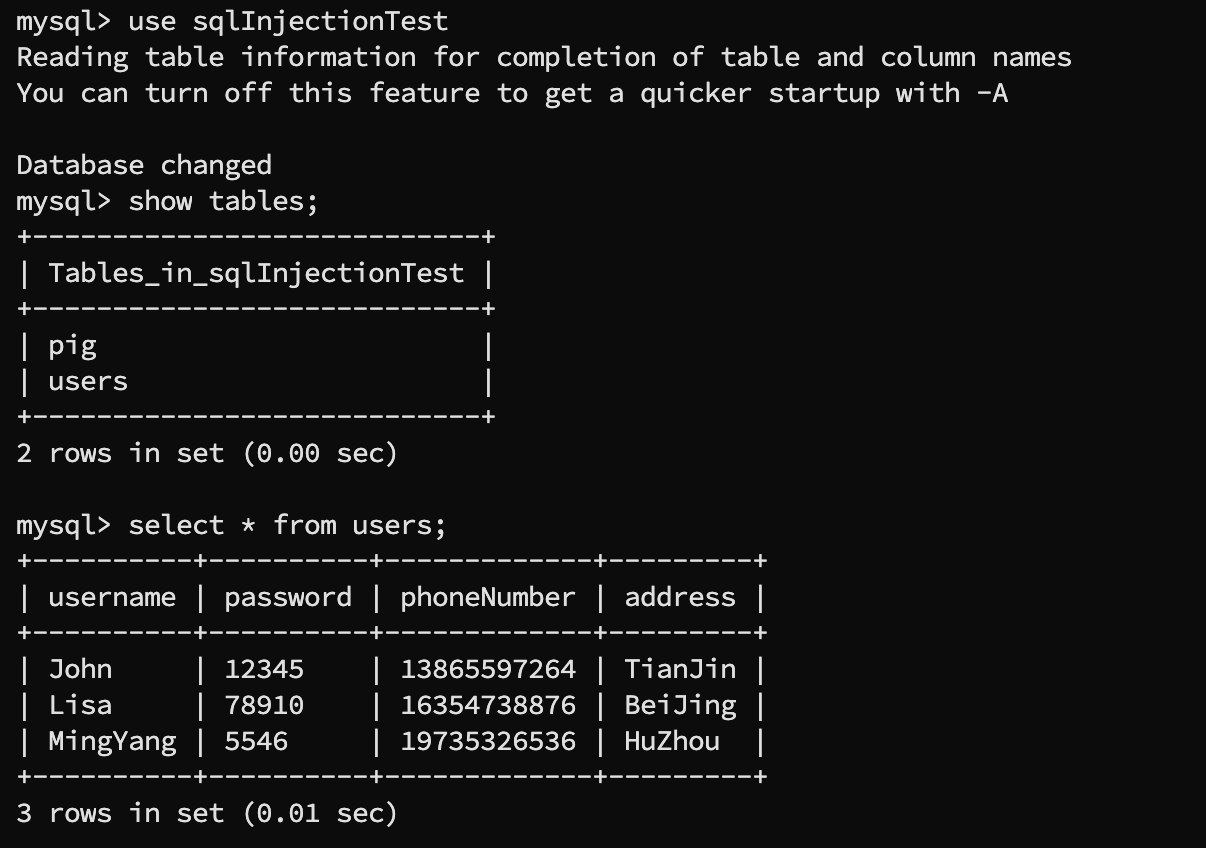 mysql> use sqlInjectionTest
Reading table information for completion of table and column names
You can turn off this feature to get a quicker startup with -A

Database changed
mysql> show tables;
+----------------------------+
| Tables_in_sqlInjectionTest |
+----------------------------+
| pig                        |
| users                      |
+----------------------------+
2 rows in set (0.00 sec)

mysql> select * from users;
+----------+----------+-------------+---------+
| username | password | phoneNumber | address |
+----------+----------+-------------+---------+
| John     | 12345    | 13865597264 | TianJin |
| Lisa     | 78910    | 16354738876 | BeiJing |
| MingYang | 5546     | 19735326536 | HuZhou  |
+----------+----------+-------------+---------+
3 rows in set (0.01 sec)